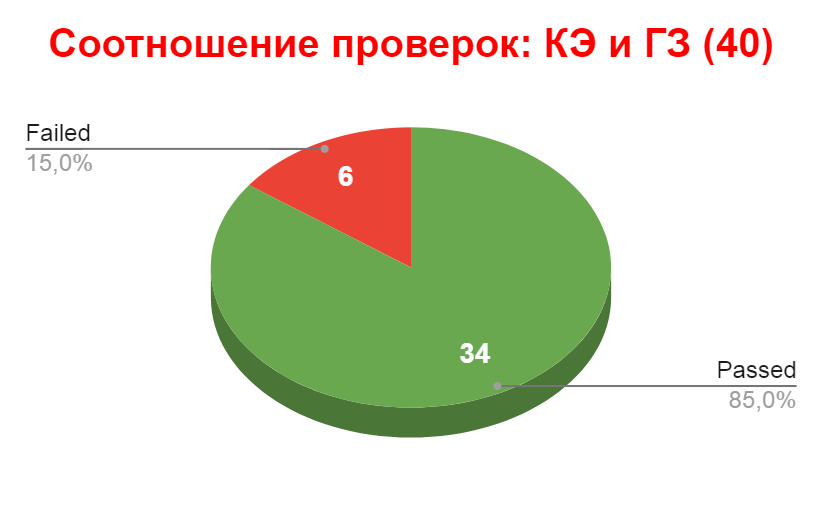 Соотношение проверок: КЭ и ГЗ (40)
Failed
15,0%
6
34
Passed
85,0%